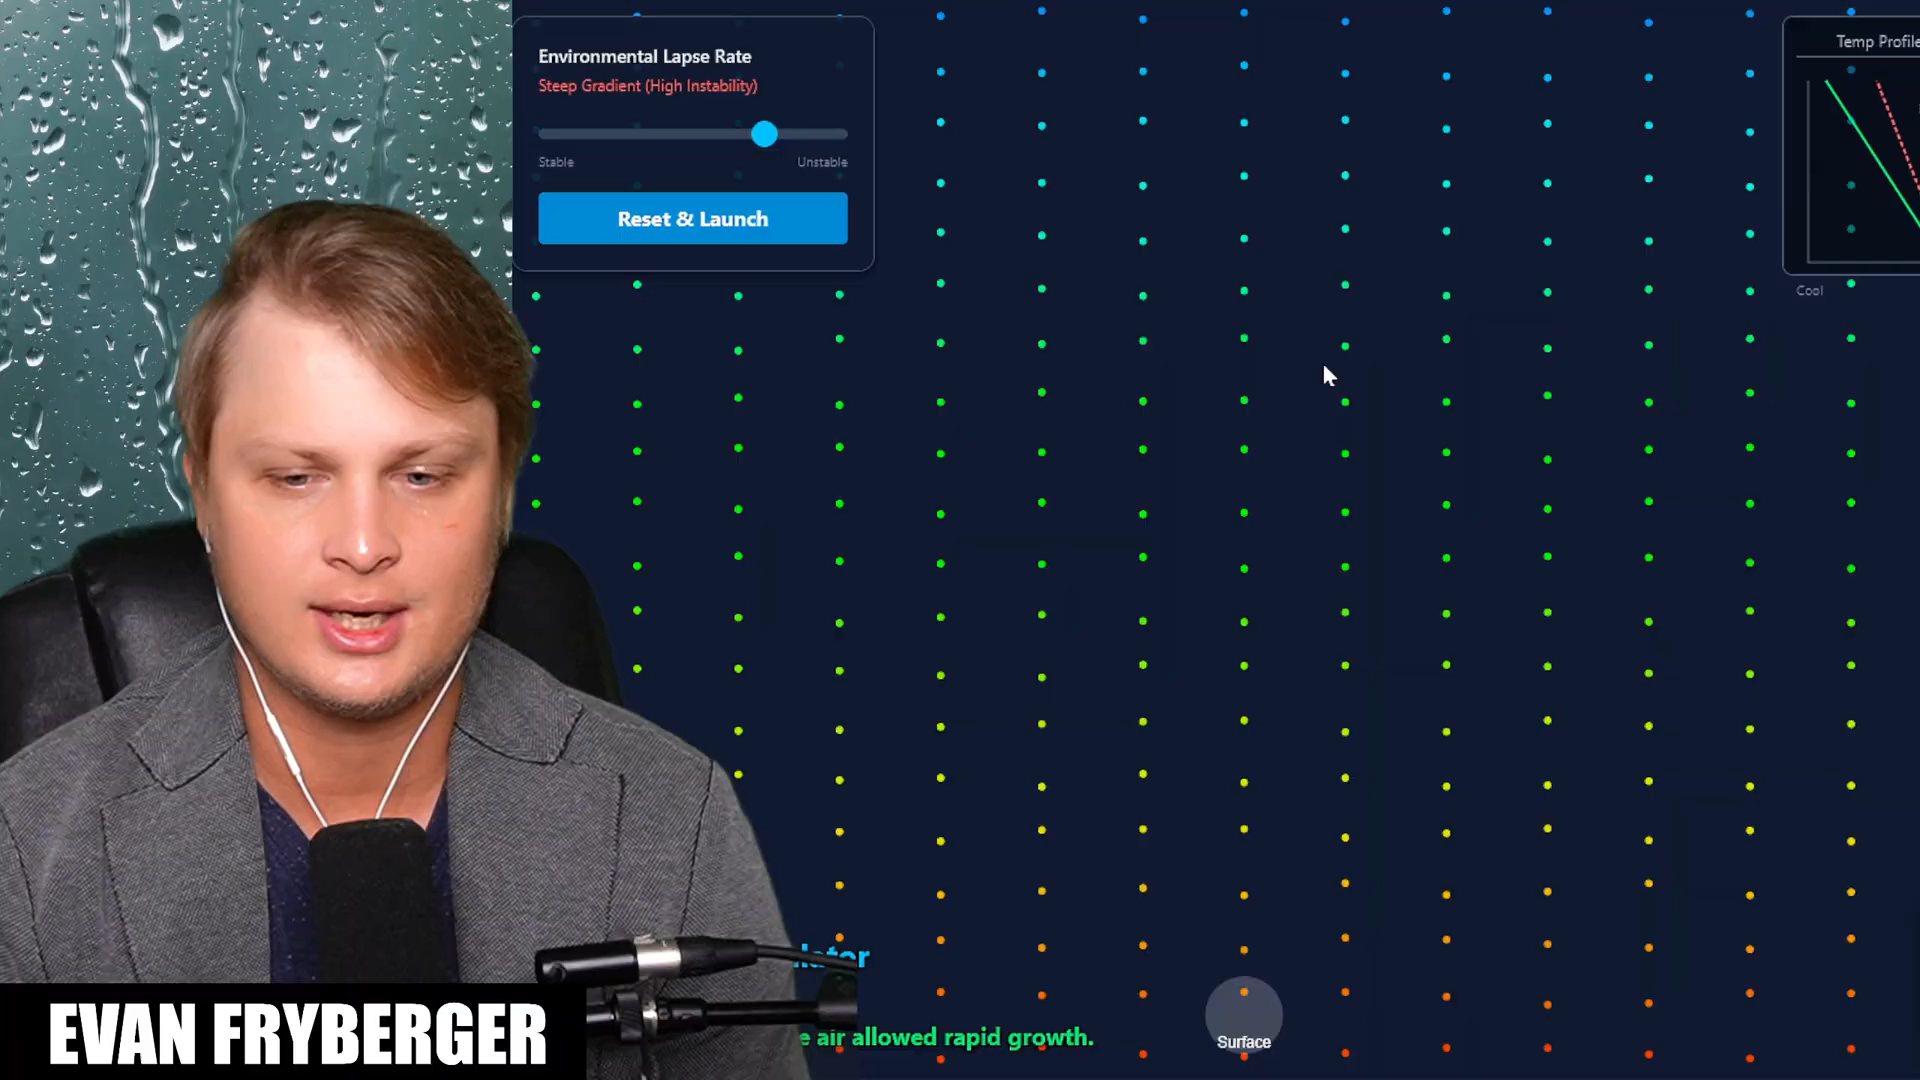 Environmental Lapse Rate
Steep Gradient (High Instability)
Stable
Unstable
Reset & Launch
Temp Profile
Cool
air allowed rapid growth.
Surface
EVAN FRYBERGER